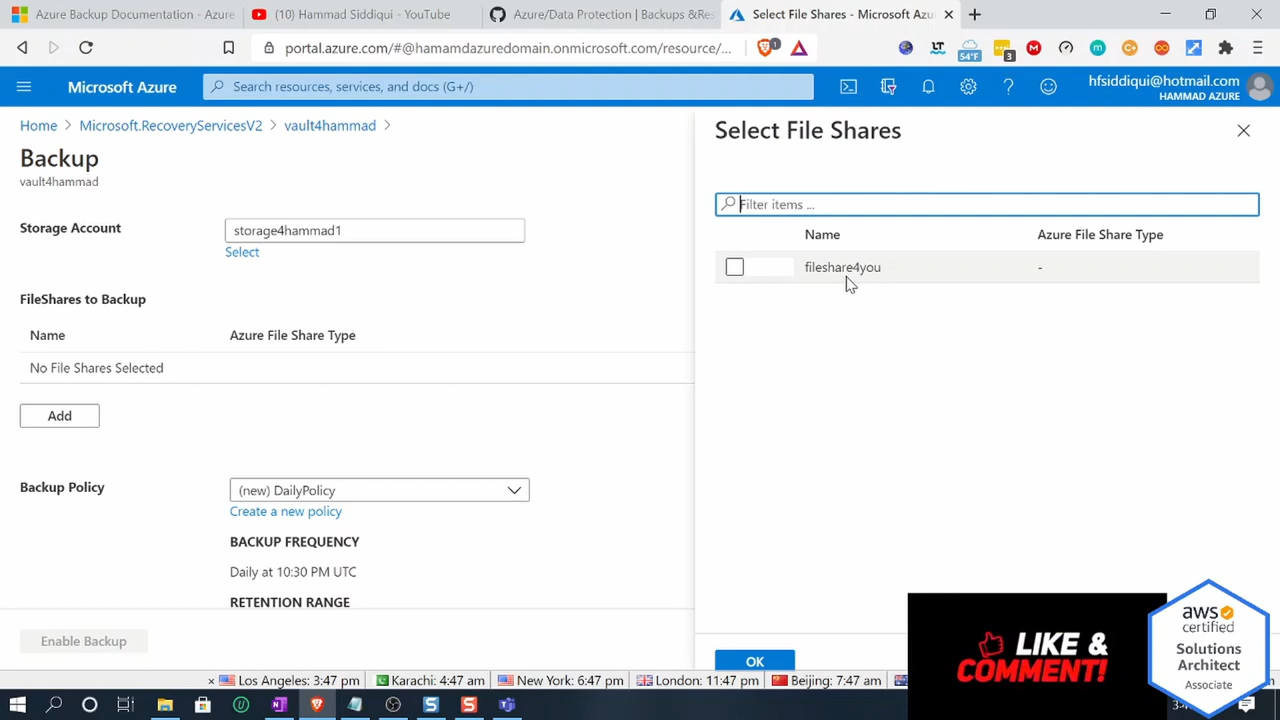 Azure Backup Documentation - Azure
(10) Hammad Siddiqui - YouTube
Azure/Data Protection | Backups &Res
Select File Shares - Microsoft Azu
portal.azure.com/#@hamamdazuredomain.onmicrosoft.com/resource/...
1
LT
54°F
3
Microsoft Azure
Search resources, services, and docs (G+/)
hfsiddiqui@hotmail.com
HAMMAD AZURE
Home > Microsoft.RecoveryServicesV2 > vault4hammad >
Backup
vault4hammad
Storage Account
storage4hammad1
Select
FileShares to Backup
Name Azure File Share Type
No File Shares Selected
Add
Backup Policy
(new) DailyPolicy
Create a new policy
BACKUP FREQUENCY
Daily at 10:30 PM UTC
RETENTION RANGE
Enable Backup
Select File Shares
Filter items ...
Name Azure File Share Type
fileshare4you -
OK
LIKE &
COMMENT!
aws
certified
Solutions
Architect
Associate
Los Angeles: 3:47 pm Karachi: 4:47 am New York: 6:47 pm London: 11:47 pm Beijing: 7:47 am